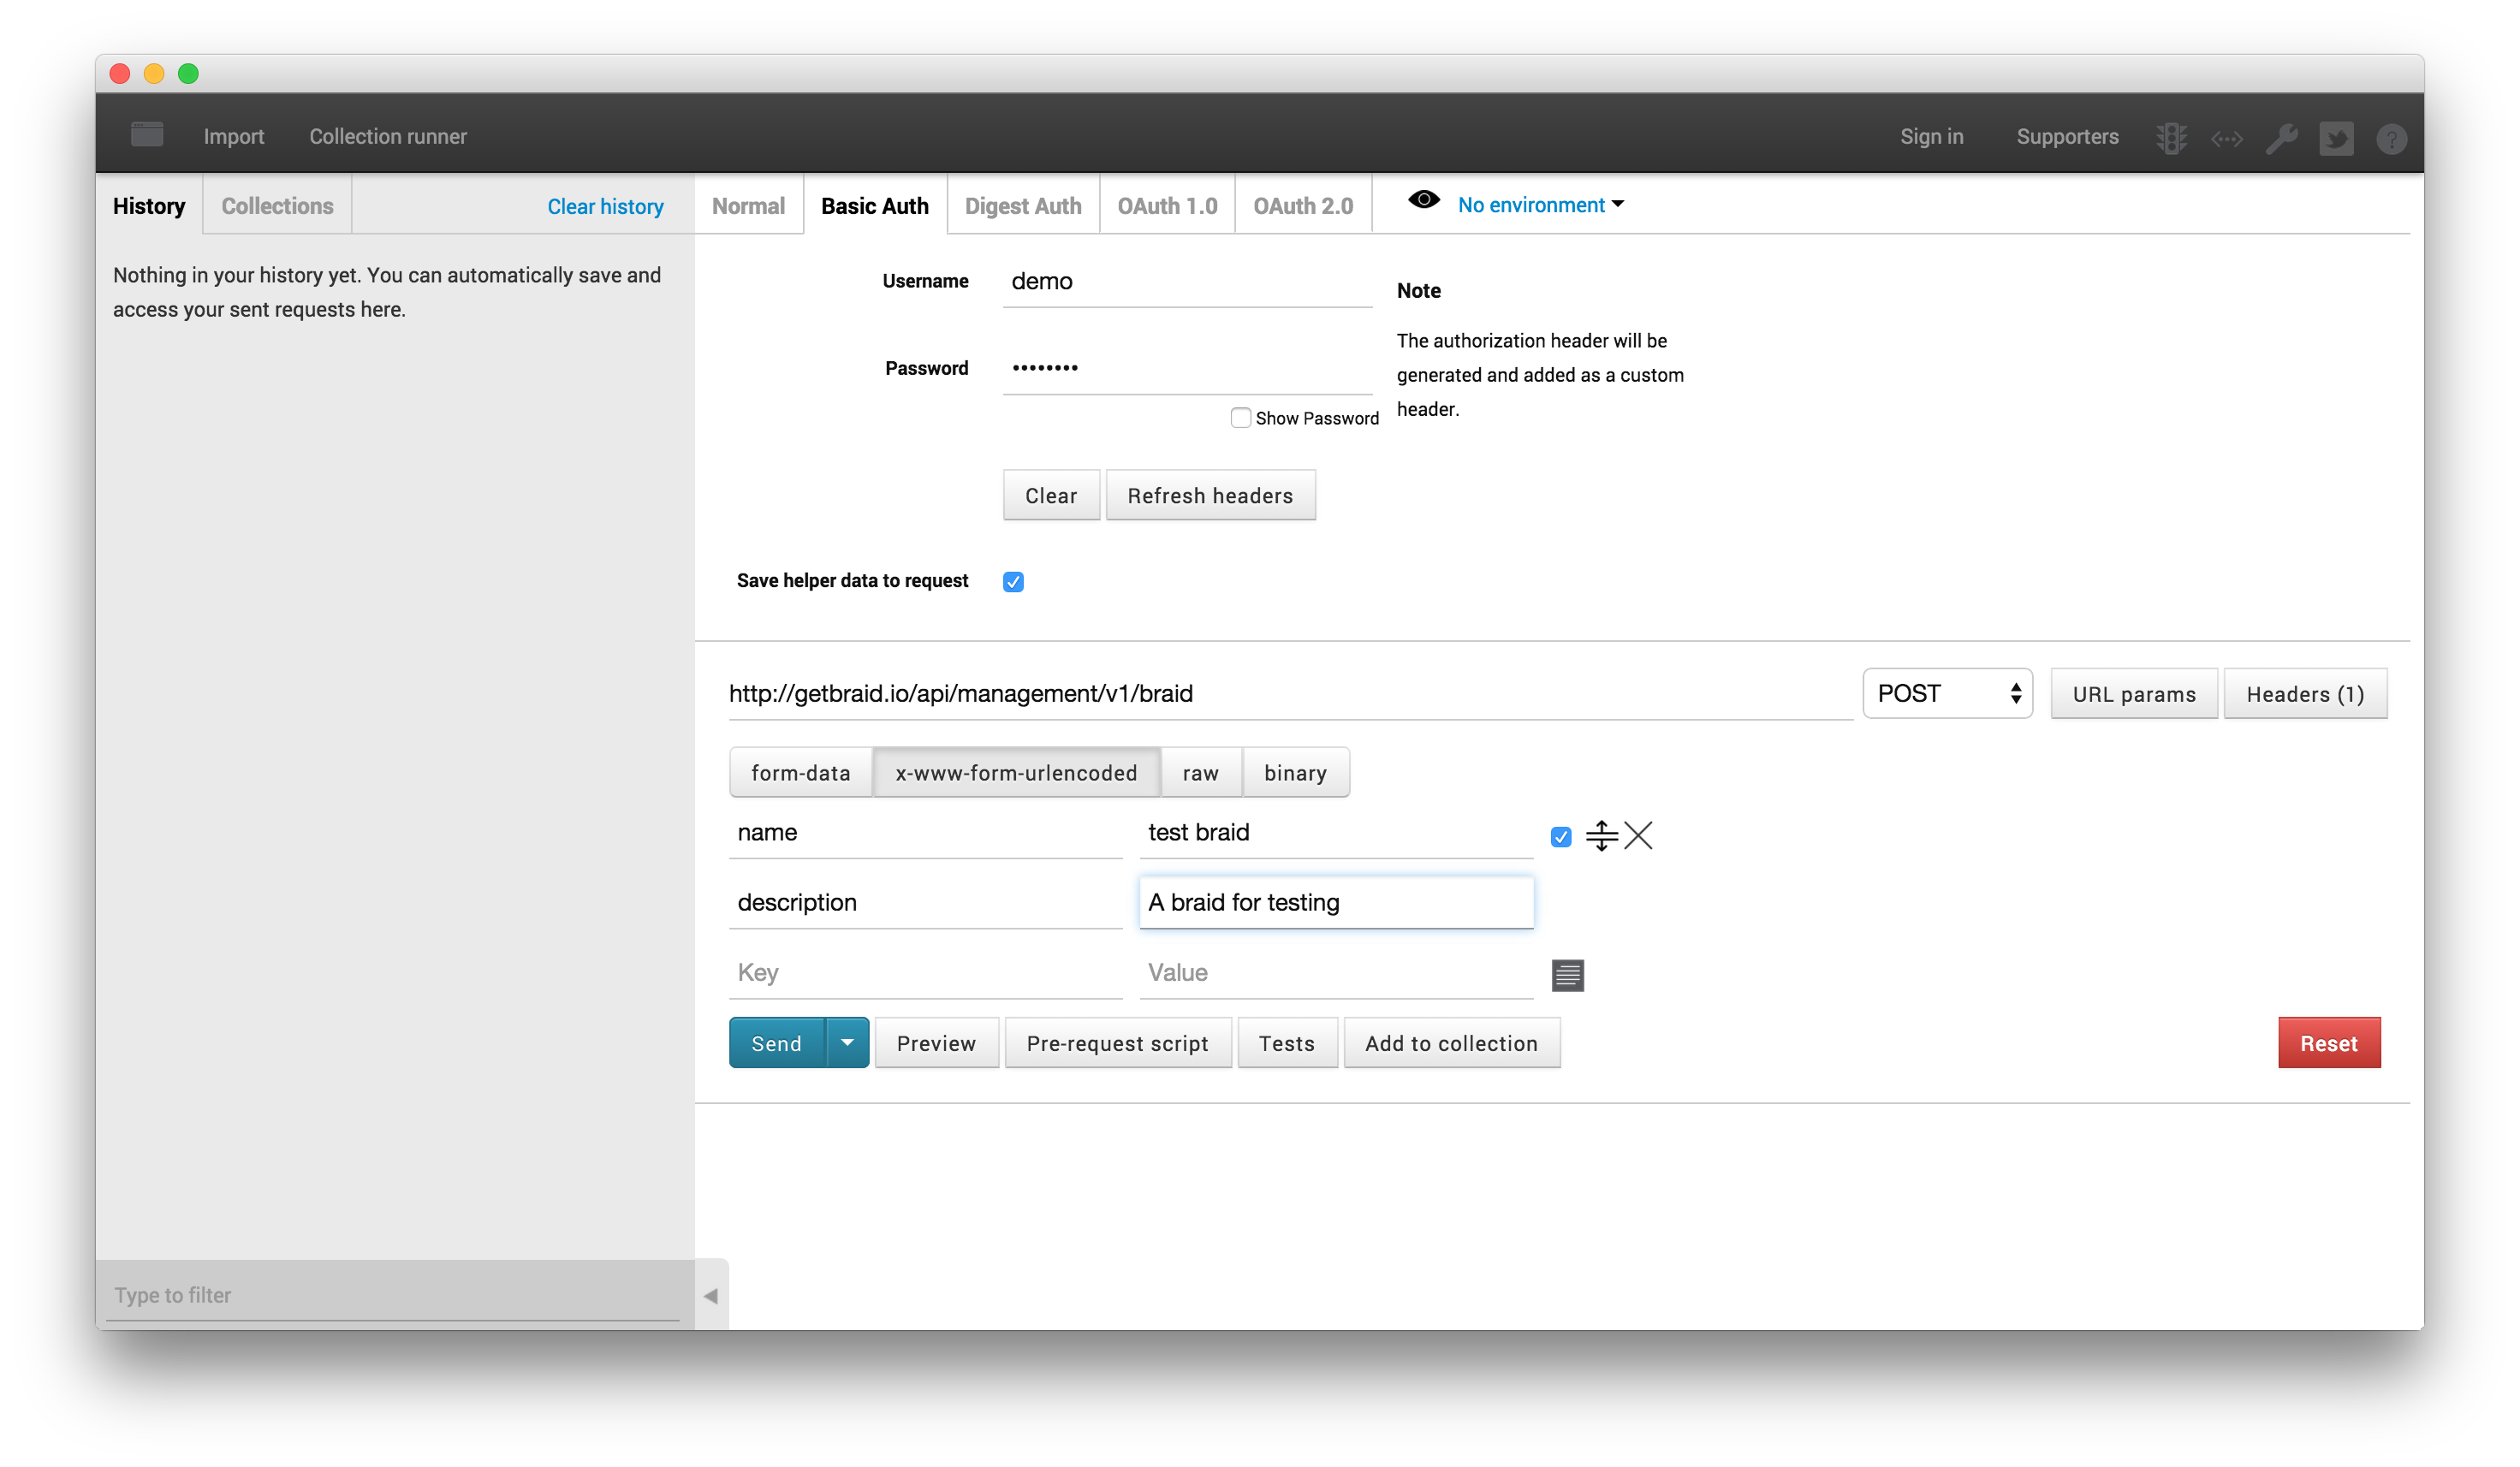 Import Collection runner Sign in Supporters
History Collections Clear history
Normal Basic Auth Digest Auth OAuth 1.0 OAuth 2.0 No environment
Nothing in your history yet. You can automatically save and
access your sent requests here.
Username demo
Password ••••••••
Show Password
Note
The authorization header will be
generated and added as a custom
header.
Clear Refresh headers
Save helper data to request
http://getbraid.io/api/management/v1/braid POST URL params Headers (1)
form-data x-www-form-urlencoded raw binary
name test braid
description A braid for testing
Key Value
Send Preview Pre-request script Tests Add to collection Reset
Type to filter